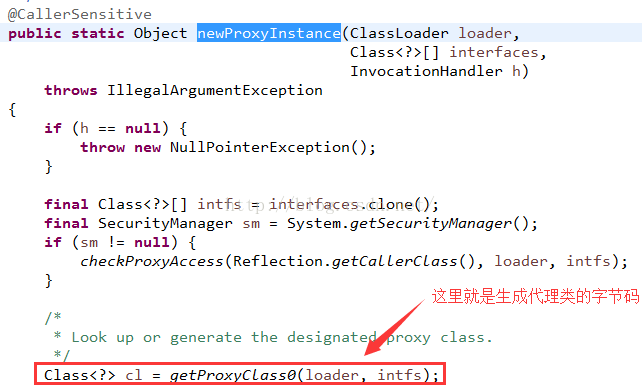 @CallerSensitive
public static Object newProxyInstance(ClassLoader loader,
Class<?>[] interfaces,
InvocationHandler h)
throws IllegalArgumentException
{
if (h == null) {
throw new NullPointerException();
}
final Class<?>[] intfs = interfaces.clone();
final SecurityManager sm = System.getSecurityManager();
if (sm != null) {
checkProxyAccess(Reflection.getCallerClass(), loader, intfs);
}
这里就是生成代理类的字节码
/*
* Look up or generate the designated proxy class.
*/
Class<?> cl = getProxyClass0(loader, intfs);